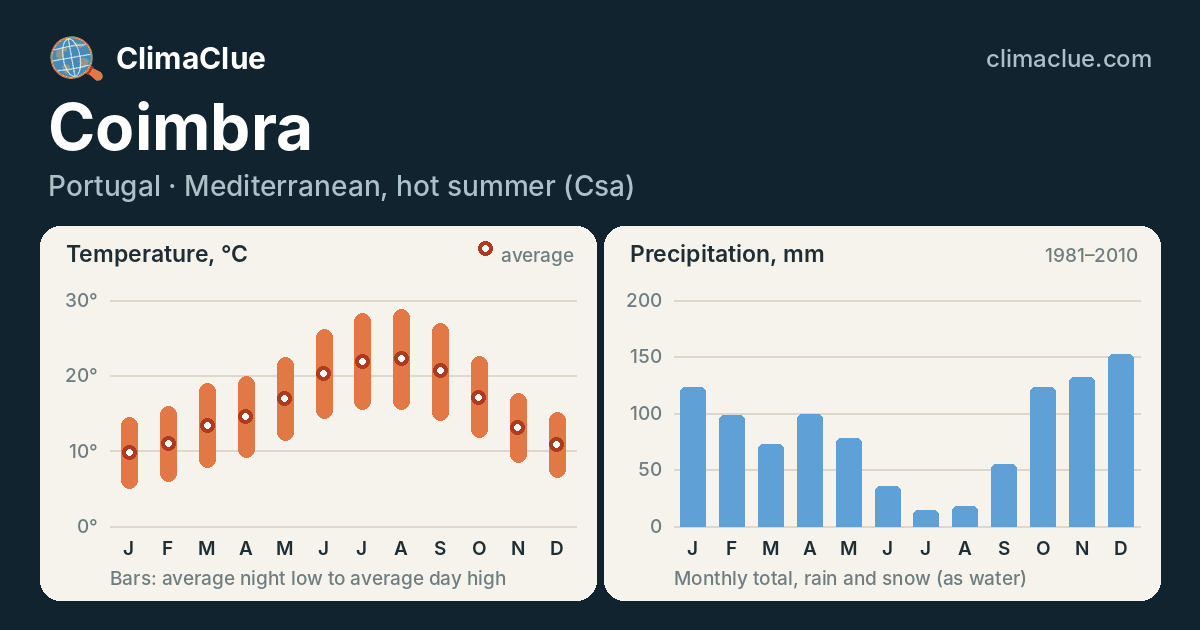 ClimaClue
climaclue.com
Coimbra
Portugal · Mediterranean, hot summer (Csa)
Temperature, °C
average
30°
20°
10°
0°
J F M A M J J A S O N D
Bars: average night low to average day high
Precipitation, mm
1981–2010
200
150
100
50
0
J F M A M J J A S O N D
Monthly total, rain and snow (as water)